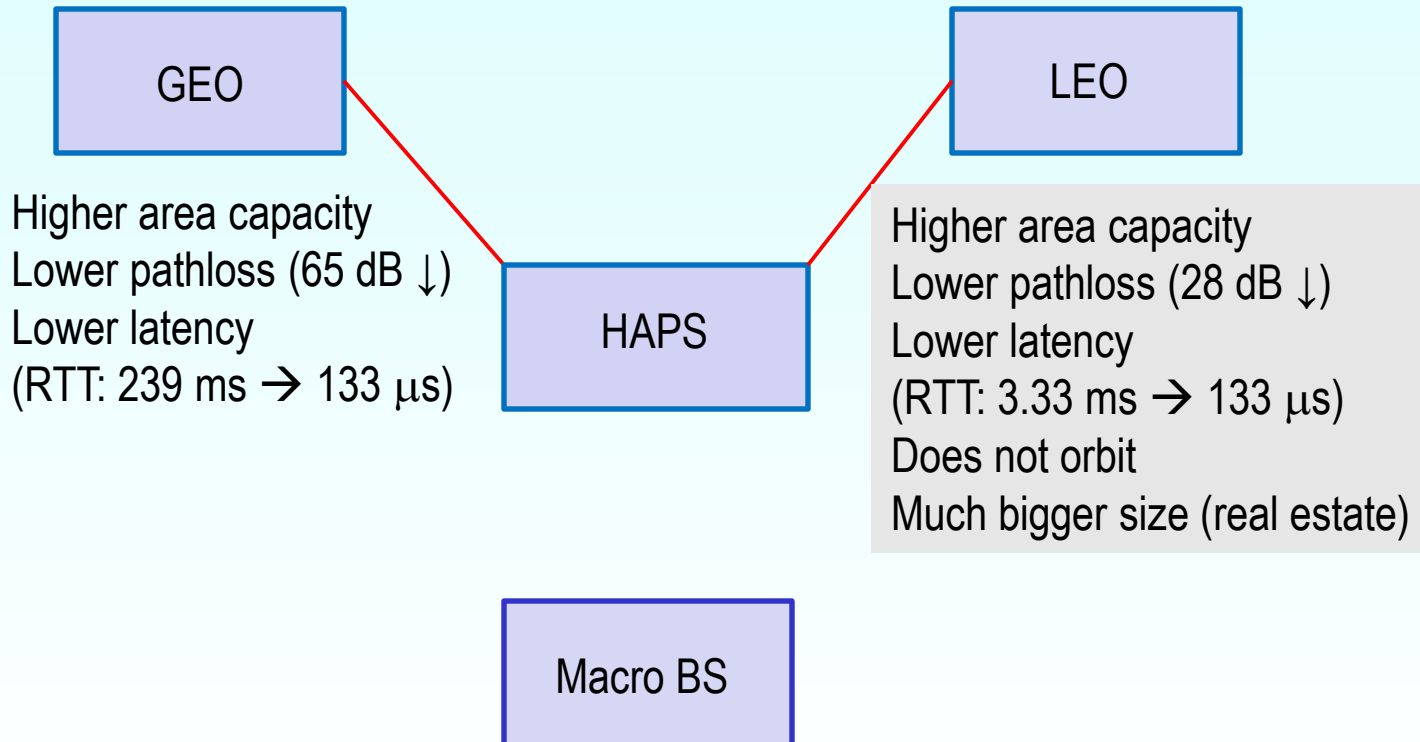 GEO
LEO
Higher area capacity
Lower pathloss (65 dB ↓)
Lower latency
(RTT: 239 ms → 133 μs)
HAPS
Higher area capacity
Lower pathloss (28 dB ↓)
Lower latency
(RTT: 3.33 ms → 133 μs)
Does not orbit
Much bigger size (real estate)
Macro BS